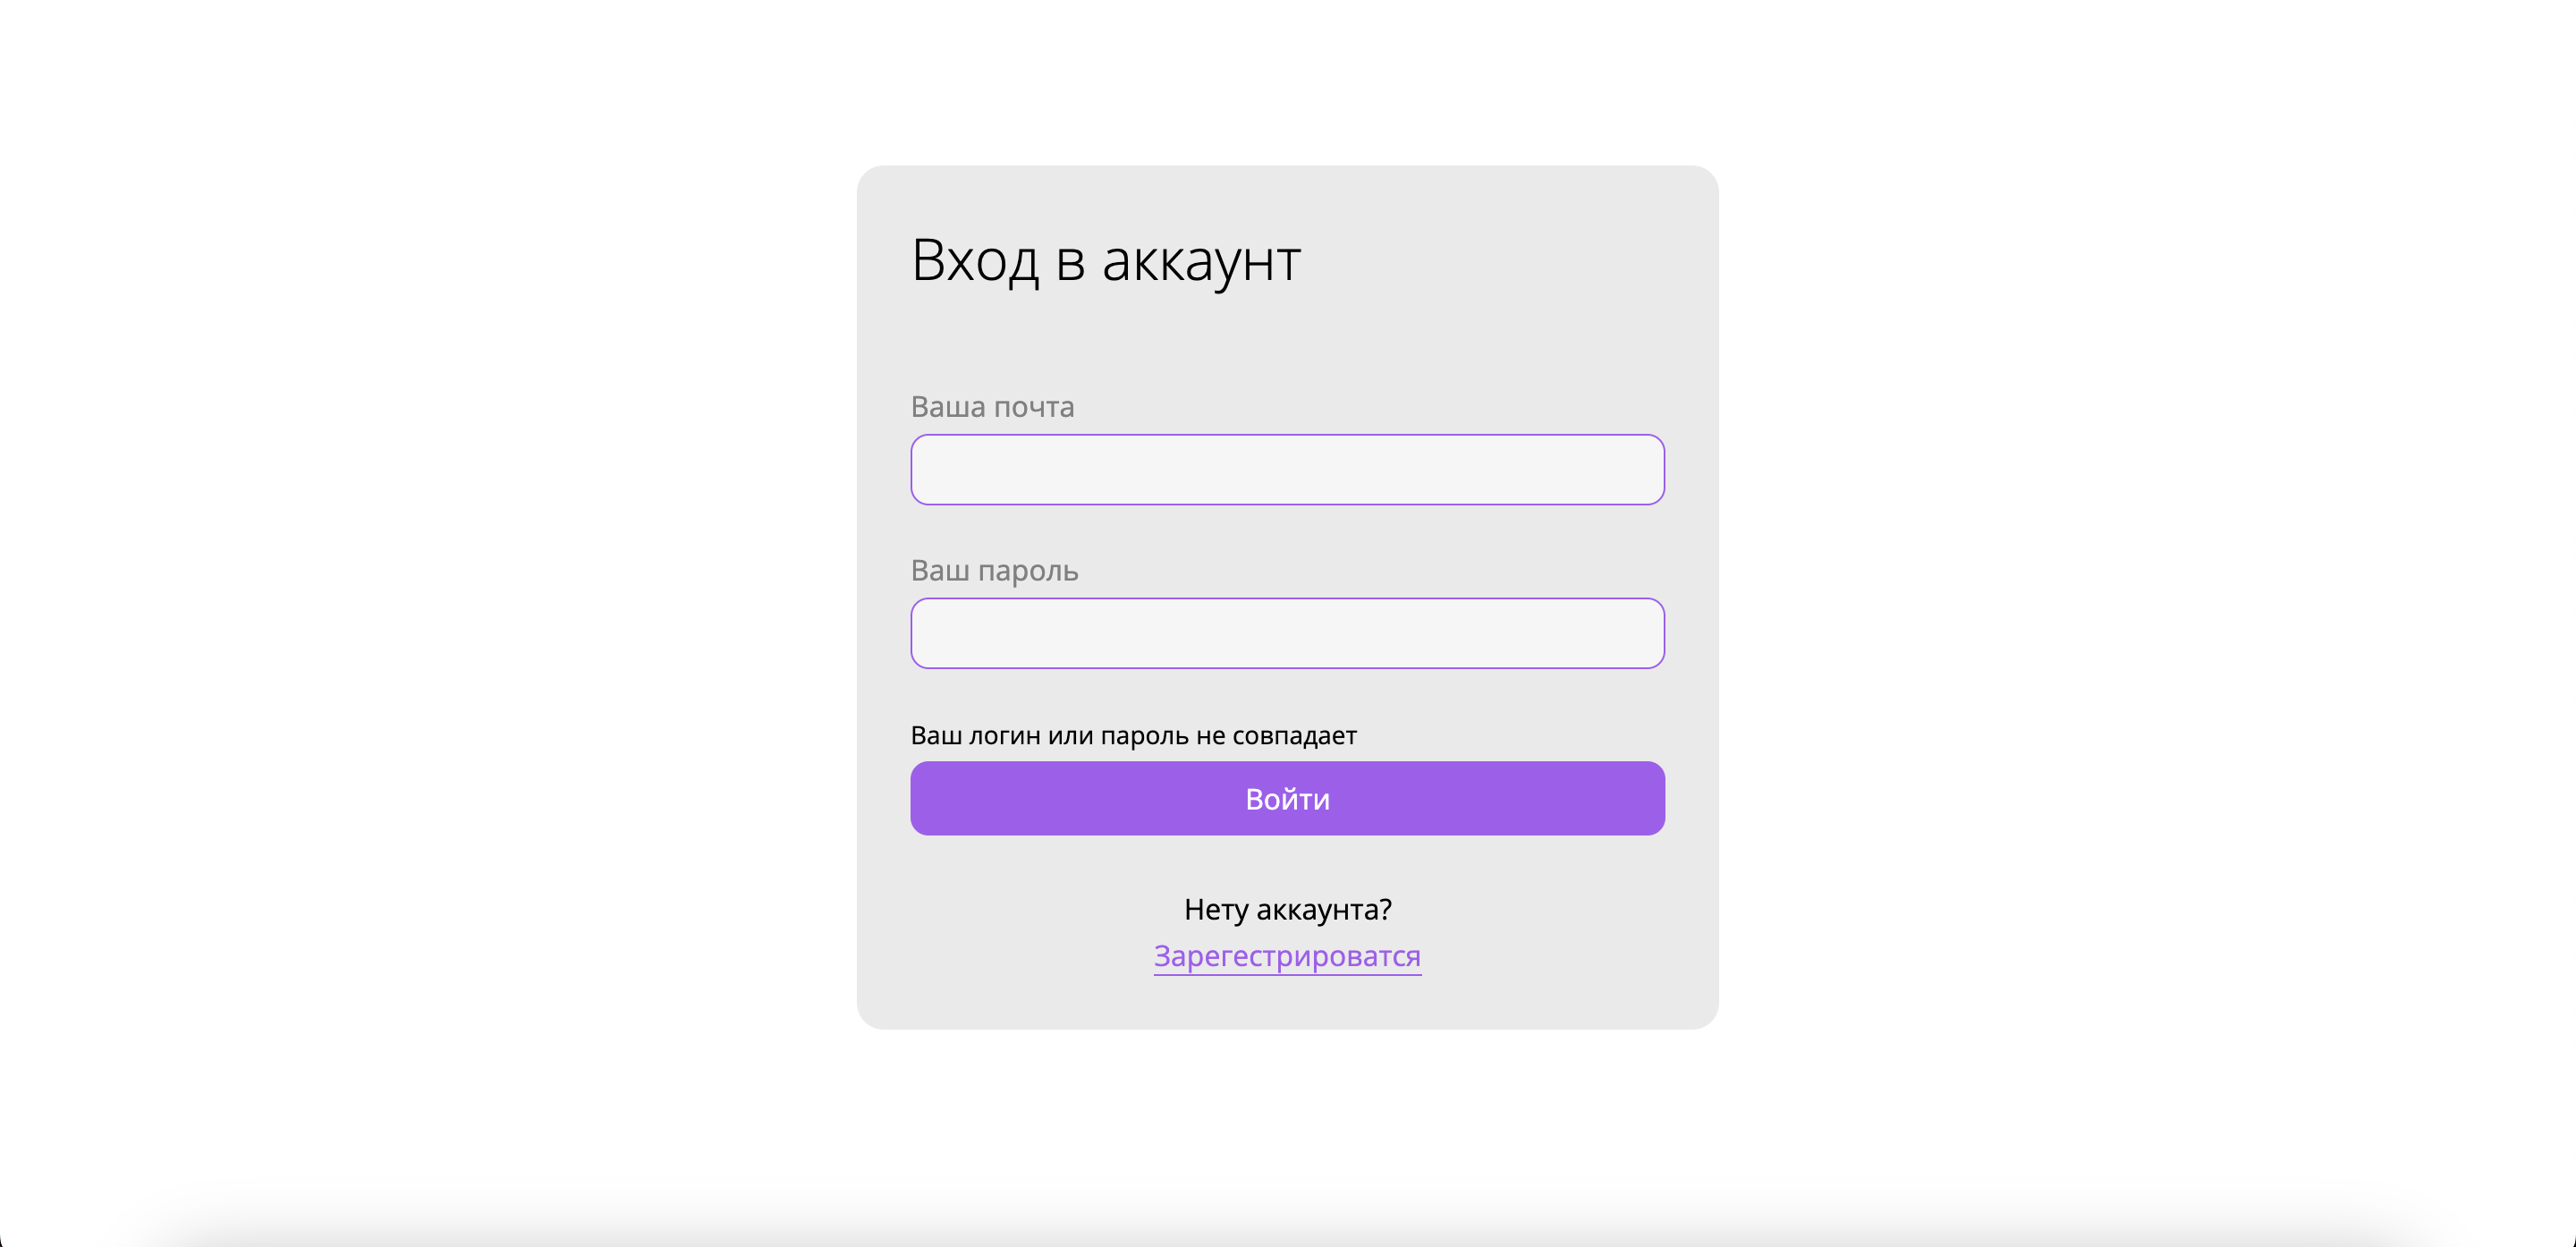 Вход в аккаунт
Ваша почта
Ваш пароль
Ваш логин или пароль не совпадает
Войти
Нету аккаунта?
Зарегестрироватся